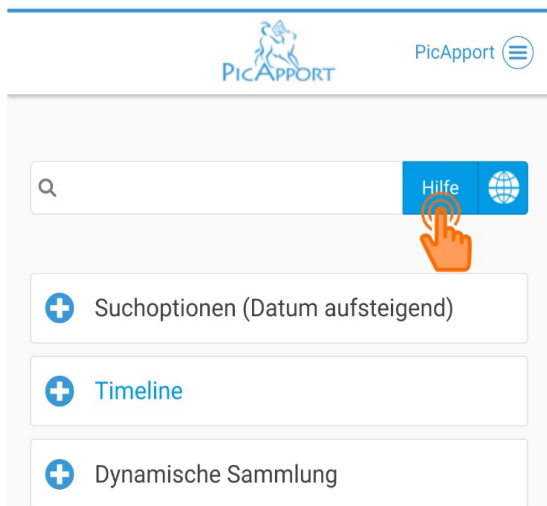 PICAPPORT
PicApport
Hilfe
Suchoptionen (Datum aufsteigend)
Timeline
Dynamische Sammlung